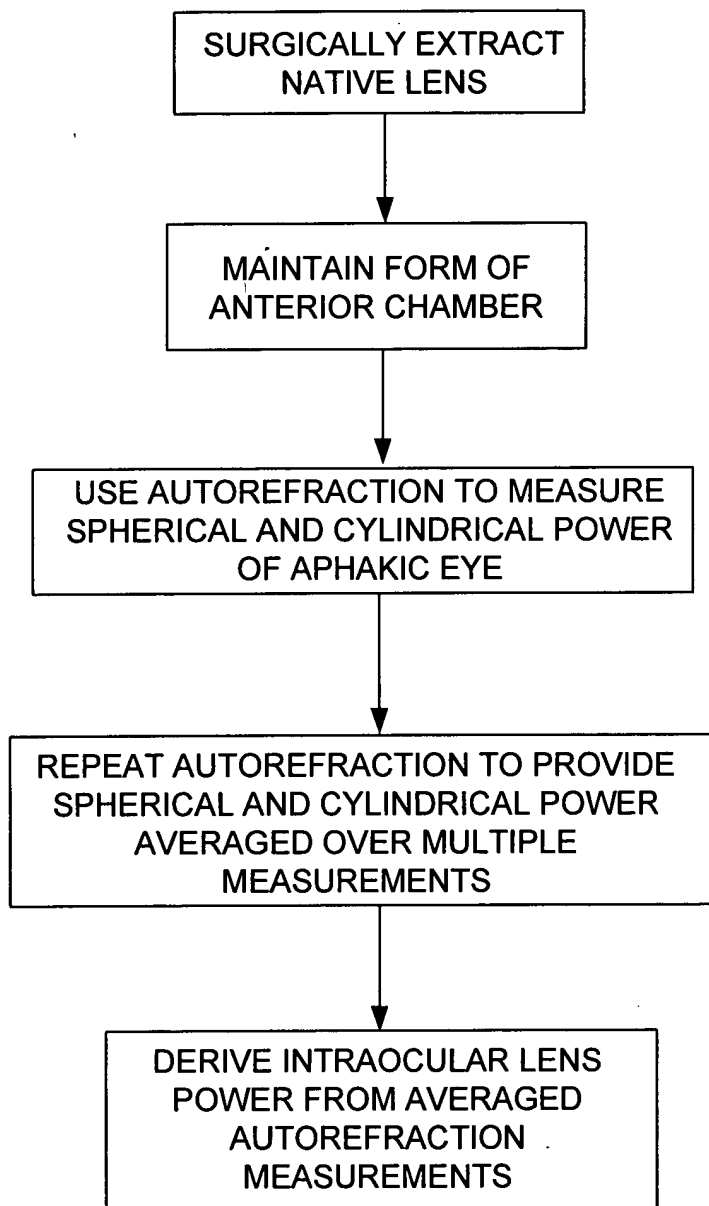 SURGICALLY EXTRACT
NATIVE LENS
MAINTAIN FORM OF
ANTERIOR CHAMBER
USE AUTOREFRACTION TO MEASURE
SPHERICAL AND CYLINDRICAL POWER
OF APHAKIC EYE
REPEAT AUTOREFRACTION TO PROVIDE
SPHERICAL AND CYLINDRICAL POWER
AVERAGED OVER MULTIPLE
MEASUREMENTS
DERIVE INTRAOCULAR LENS
POWER FROM AVERAGED
AUTOREFRACTION
MEASUREMENTS